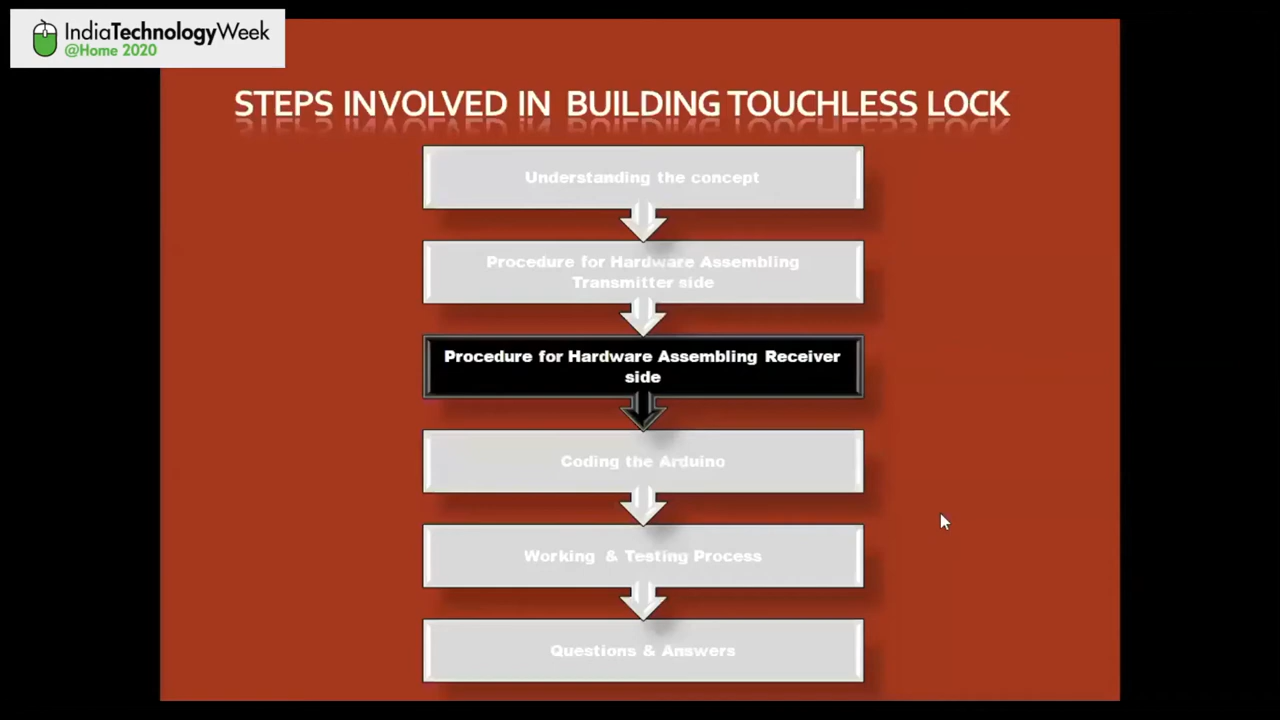 IndiaTechnologyWeek
@Home 2020
STEPS INVOLVED IN BUILDING TOUCHLESS LOCK
Understanding the concept
Procedure for Hardware Assembling
Transmitter side
Procedure for Hardware Assembling Receiver
side
Coding the Arduino
Working & Testing Process
Questions & Answers